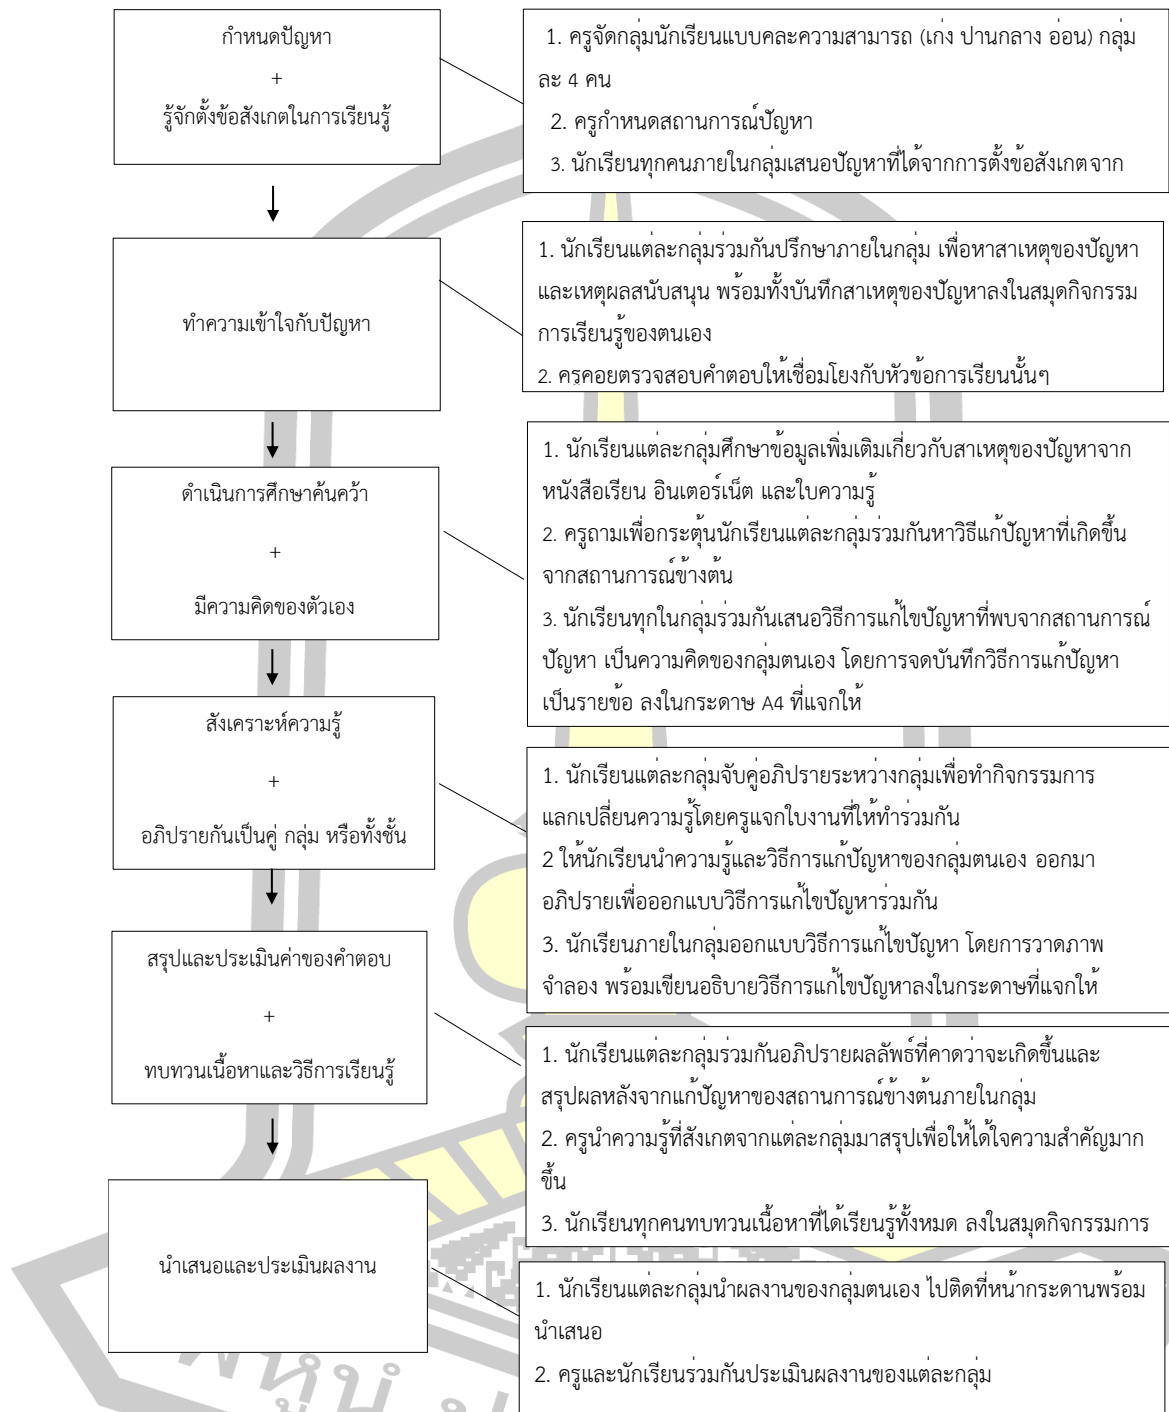 กำหนดปัญหา
+
รู้จักตั้งข้อสังเกตในการเรียนรู้
1. ครูจัดกลุ่มนักเรียนแบบคละความสามารถ (เก่ง ปานกลาง อ่อน) กลุ่ม
ละ 4 คน
2. ครูกำหนดสถานการณ์ปัญหา
3. นักเรียนทุกคนภายในกลุ่มเสนอปัญหาที่ได้จากการตั้งข้อสังเกตจาก
ทำความเข้าใจกับปัญหา
1. นักเรียนแต่ละกลุ่มร่วมกันปรึกษาภายในกลุ่ม เพื่อหาสาเหตุของปัญหา
และเหตุผลสนับสนุน พร้อมทั้งบันทึกสาเหตุของปัญหาลงในสมุดกิจกรรม
การเรียนรู้ของตนเอง
2. ครูคอยตรวจสอบคำตอบให้เชื่อมโยงกับหัวข้อการเรียนนั้นๆ
ดำเนินการศึกษาค้นคว้า
+
มีความคิดของตัวเอง
1. นักเรียนแต่ละกลุ่มศึกษาข้อมูลเพิ่มเติมเกี่ยวกับสาเหตุของปัญหาจาก
หนังสือเรียน อินเตอร์เน็ต และใบความรู้
2. ครูถามเพื่อกระตุ้นนักเรียนแต่ละกลุ่มร่วมกันหาวิธีแก้ปัญหาที่เกิดขึ้น
จากสถานการณ์ข้างต้น
3. นักเรียนทุกในกลุ่มร่วมกันเสนอวิธีการแก้ไขปัญหาที่พบจากสถานการณ์
ปัญหา เป็นความคิดของกลุ่มตนเอง โดยการจดบันทึกวิธีการแก้ปัญหา
เป็นรายข้อ ลงในกระดาษ A4 ที่แจกให้
สังเคราะห์ความรู้
+
อภิปรายกันเป็นคู่ กลุ่ม หรือทั้งชั้น
1. นักเรียนแต่ละกลุ่มจับคู่อภิปรายระหว่างกลุ่มเพื่อทำกิจกรรมการ
แลกเปลี่ยนความรู้โดยครูแจกใบงานที่ให้ทำร่วมกัน
2 ให้นักเรียนนำความรู้และวิธีการแก้ปัญหาของกลุ่มตนเอง ออกมา
อภิปรายเพื่อออกแบบวิธีการแก้ไขปัญหาร่วมกัน
3. นักเรียนภายในกลุ่มออกแบบวิธีการแก้ไขปัญหา โดยการวาดภาพ
จำลอง พร้อมเขียนอธิบายวิธีการแก้ไขปัญหาลงในกระดาษที่แจกให้
สรุปและประเมินค่าของคำตอบ
+
ทบทวนเนื้อหาและวิธีการเรียนรู้
1. นักเรียนแต่ละกลุ่มร่วมกันอภิปรายผลลัพธ์ที่คาดว่าจะเกิดขึ้นและ
สรุปผลหลังจากแก้ปัญหาของสถานการณ์ข้างต้นภายในกลุ่ม
2. ครูนำความรู้ที่สังเกตจากแต่ละกลุ่มมาสรุปเพื่อให้ได้ใจความสำคัญมาก
ขึ้น
3. นักเรียนทุกคนทบทวนเนื้อหาที่ได้เรียนรู้ทั้งหมด ลงในสมุดกิจกรรมการ
นำเสนอและประเมินผลงาน
1. นักเรียนแต่ละกลุ่มนำผลงานของกลุ่มตนเอง ไปติดที่หน้ากระดานพร้อม
นำเสนอ
2. ครูและนักเรียนร่วมกันประเมินผลงานของแต่ละกลุ่ม